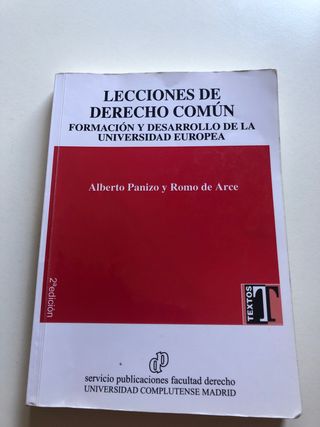 LECCIONES DE
DERECHO COMÚN
FORMACIÓN Y DESARROLLO DE LA
UNIVERSIDAD EUROPEA
Alberto Panizo y Romo de Arce
2ª edición
TEXTOS
T
servicio publicaciones facultad derecho
UNIVERSIDAD COMPLUTENSE MADRID